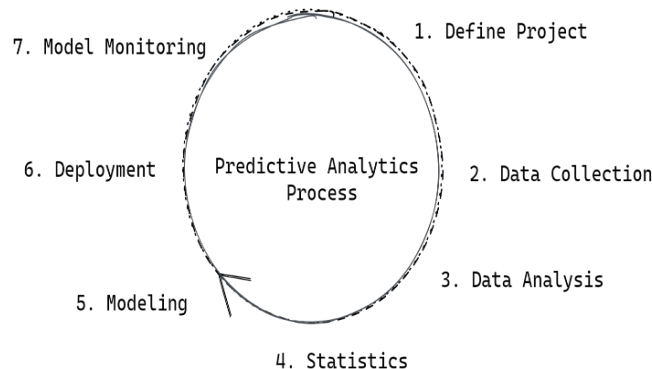 1. Define Project
2. Data Collection
3. Data Analysis
4. Statistics
5. Modeling
6. Deployment
7. Model Monitoring
Predictive Analytics
Process